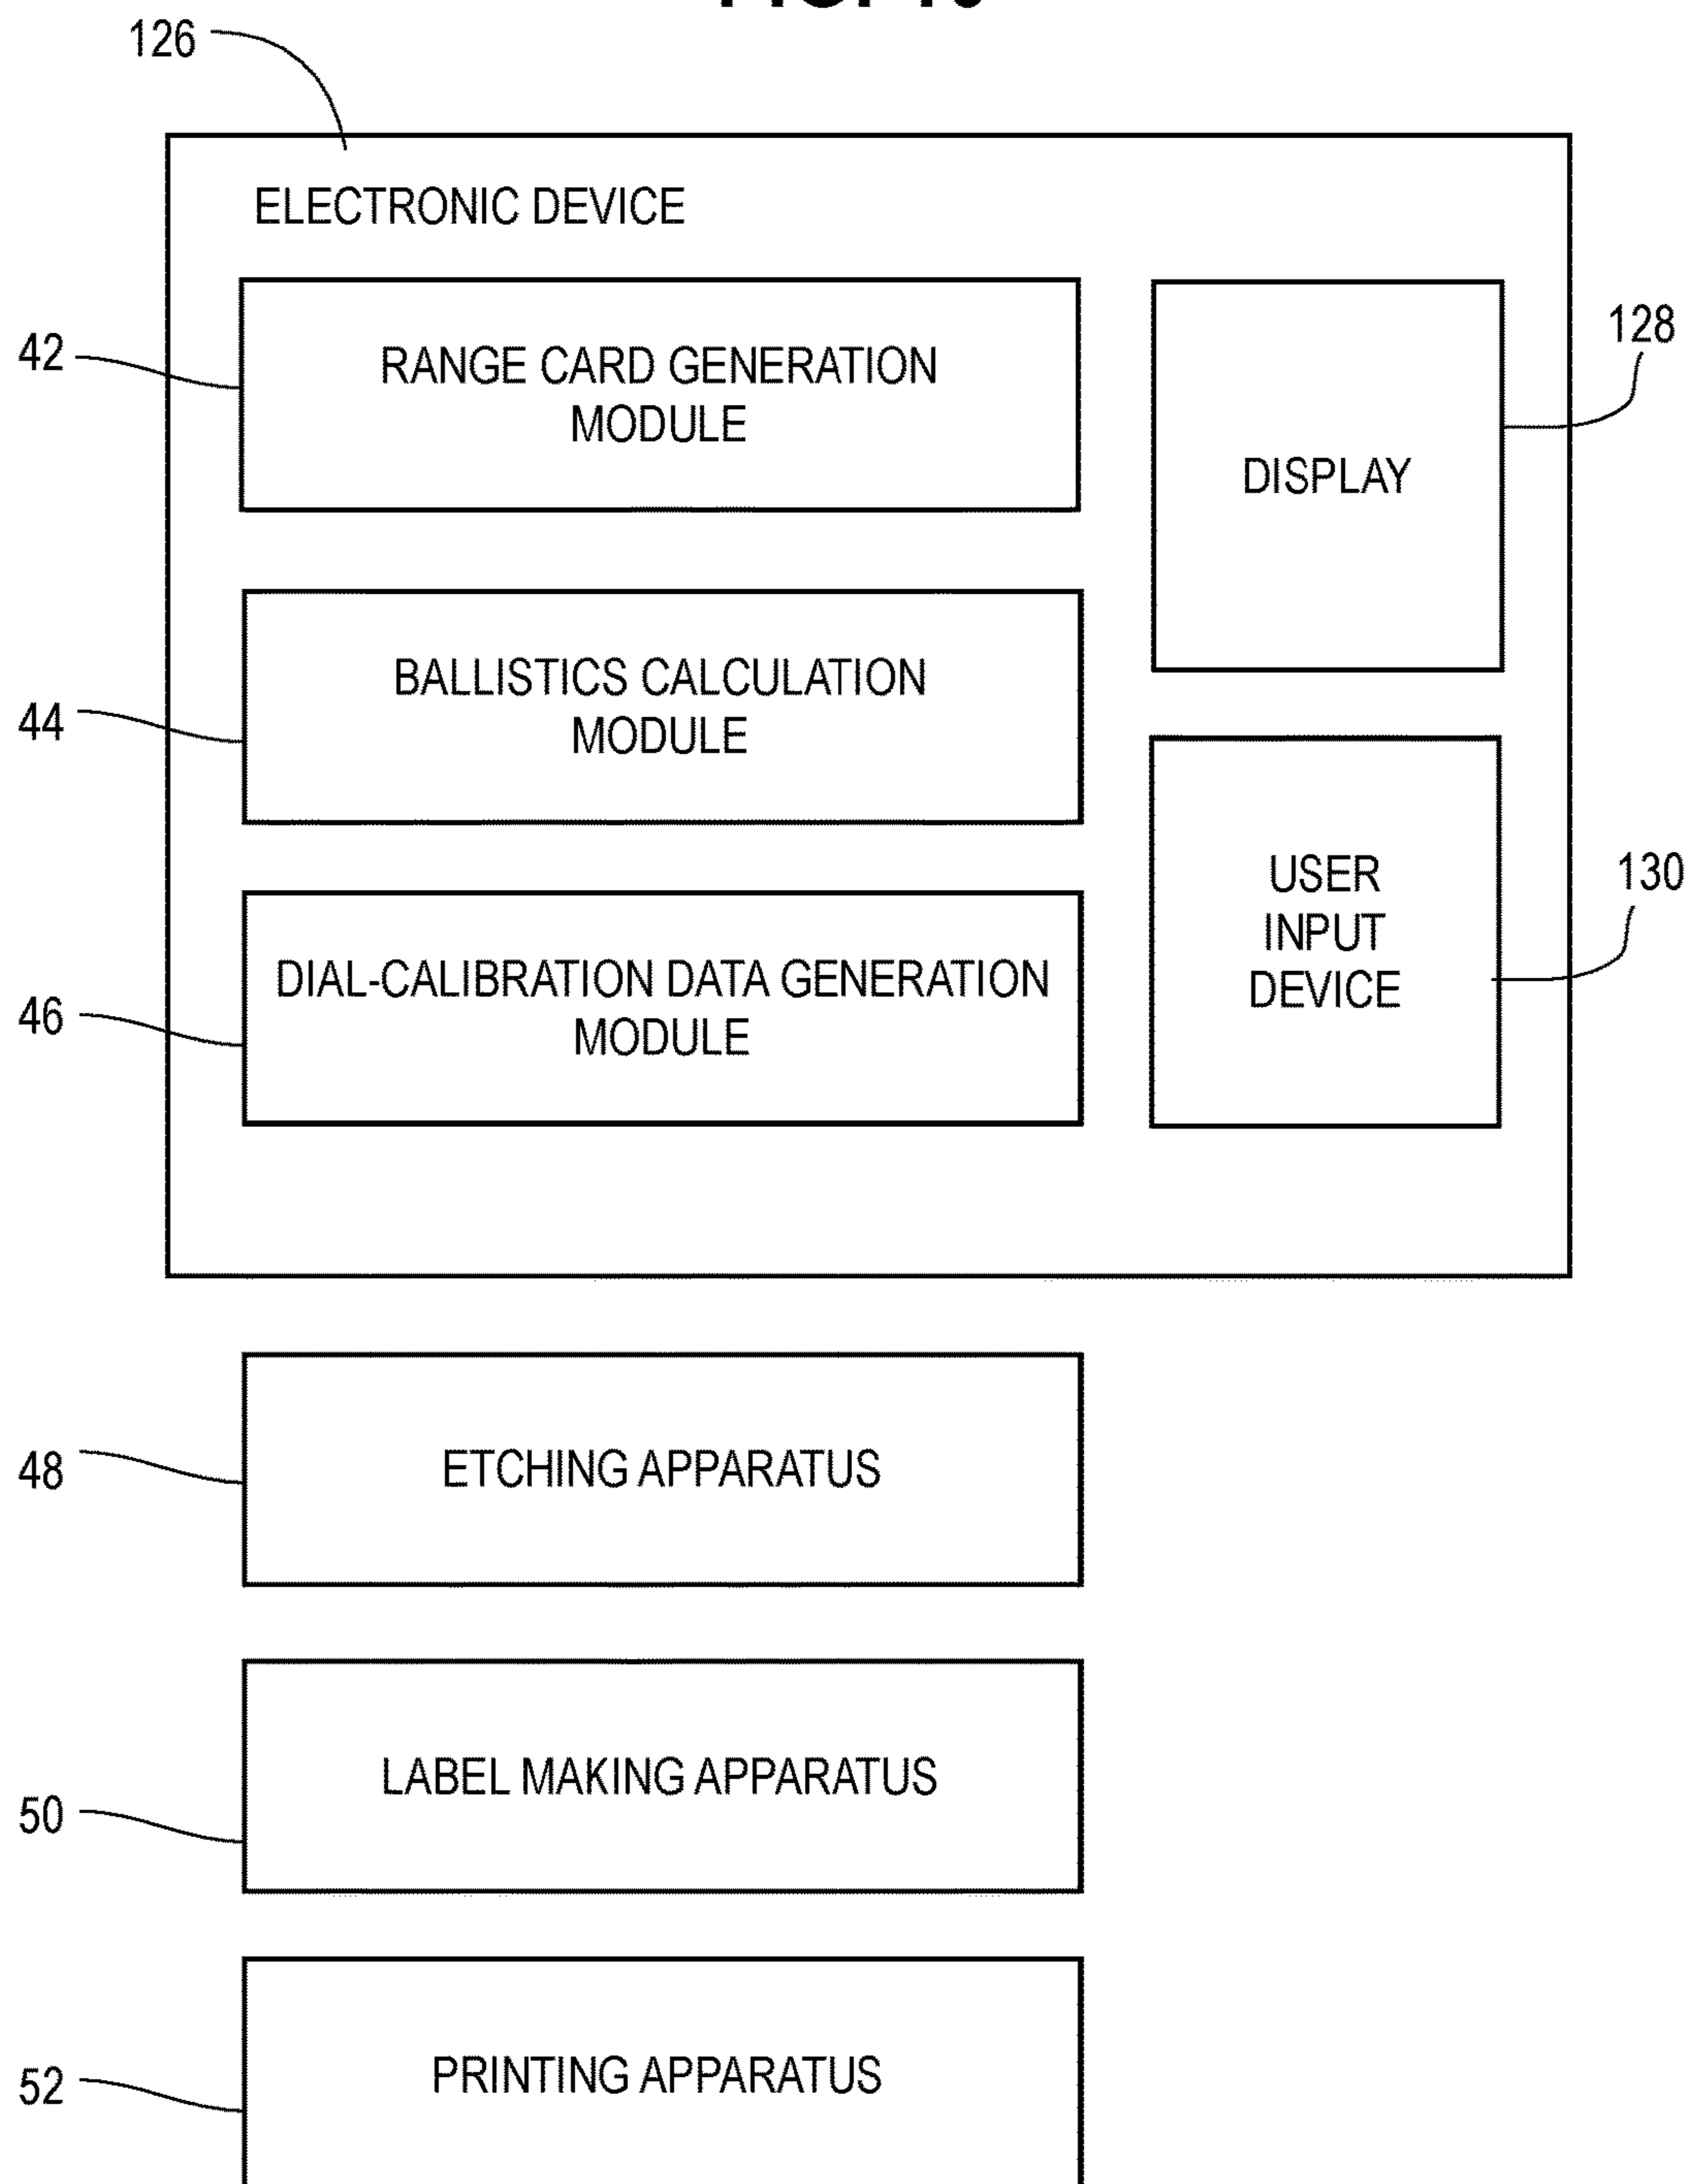 126
ELECTRONIC DEVICE
42
RANGE CARD GENERATION
MODULE
DISPLAY
128
44
BALLISTICS CALCULATION
MODULE
46
DIAL-CALIBRATION DATA GENERATION
MODULE
USER
INPUT
DEVICE
130
48
ETCHING APPARATUS
50
LABEL MAKING APPARATUS
52
PRINTING APPARATUS